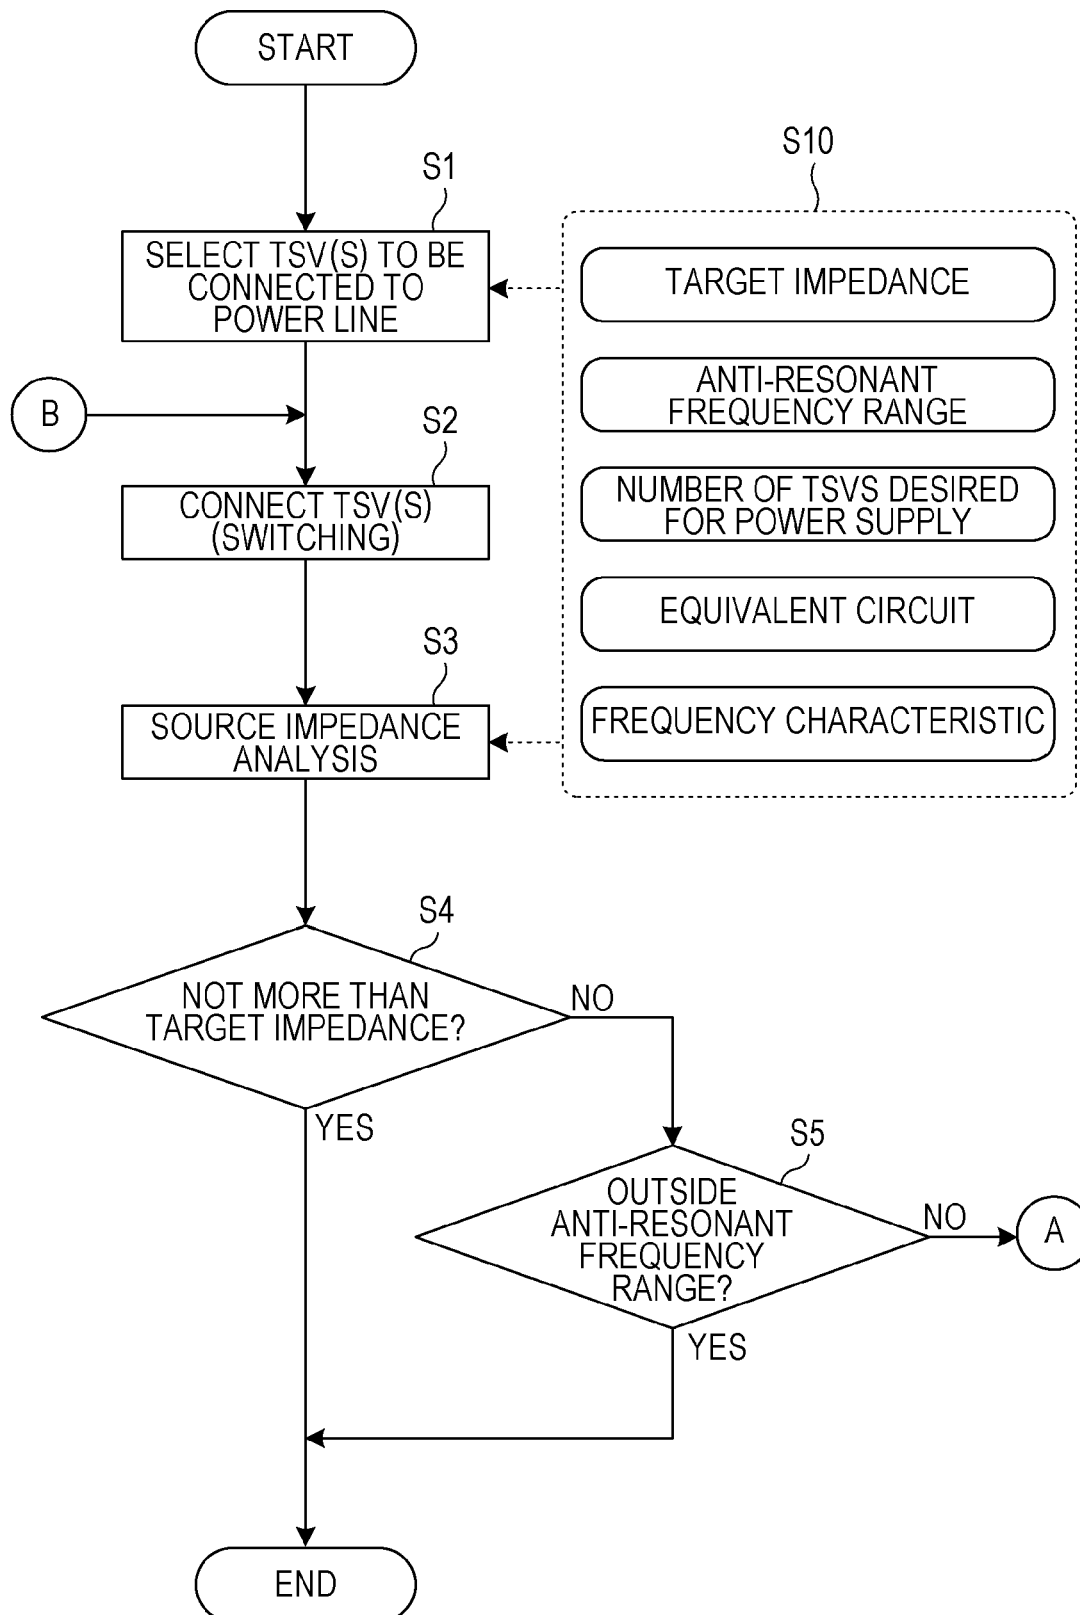 START
S10
S1
SELECT TSV(S) TO BE
CONNECTED TO
POWER LINE
TARGET IMPEDANCE
ANTI-RESONANT
FREQUENCY RANGE
B
S2
CONNECT TSV(S)
(SWITCHING)
NUMBER OF TSVS DESIRED
FOR POWER SUPPLY
EQUIVALENT CIRCUIT
S3
SOURCE IMPEDANCE
ANALYSIS
FREQUENCY CHARACTERISTIC
S4
NOT MORE THAN
TARGET IMPEDANCE?
NO
YES
S5
OUTSIDE
ANTI-RESONANT
FREQUENCY
RANGE?
NO
A
YES
END